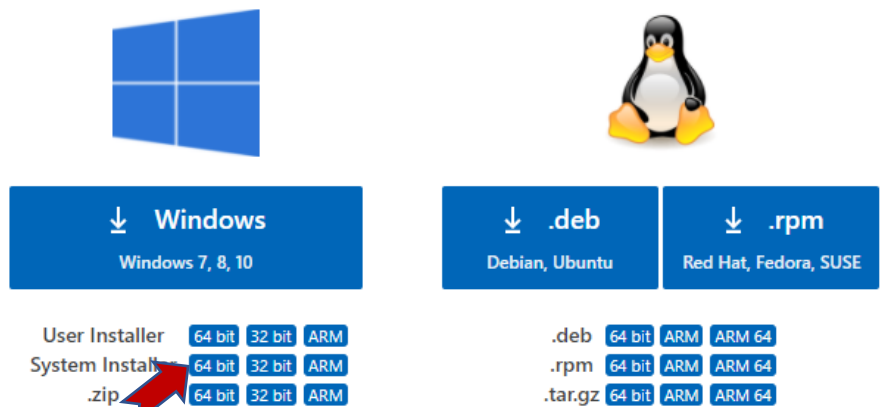 Windows
Windows 7, 8, 10
User Installer 64 bit 32 bit ARM
System Installer 64 bit 32 bit ARM
.zip 64 bit 32 bit ARM
.deb
Debian, Ubuntu
.rpm
Red Hat, Fedora, SUSE
.deb 64 bit ARM ARM 64
.rpm 64 bit ARM ARM 64
.tar.gz 64 bit ARM ARM 64